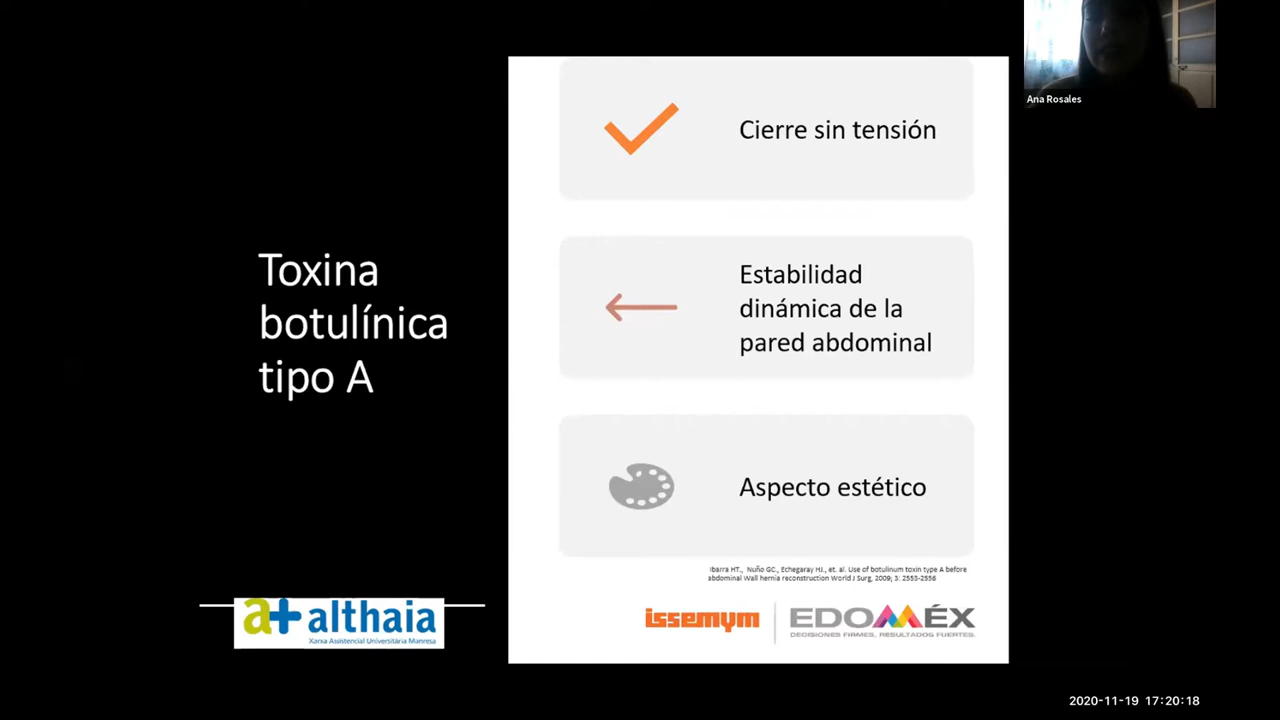 Ana Rosales
Toxina
botulínica
tipo A
Cierre sin tensión
Estabilidad
dinámica de la
pared abdominal
Aspecto estético
Ibarra HT., Nuño GC., Echegaray HJ., et. al. Use of botulinum toxin type A before
abdominal Wall hernia reconstruction World J Surg, 2009; 3: 2553-2556
a+ althaia
Xarxa Assistencial Universitària Manresa
issemym
EDOMÉX
DECISIONES FIRMES, RESULTADOS FUERTES.
2020-11-19 17:20:18